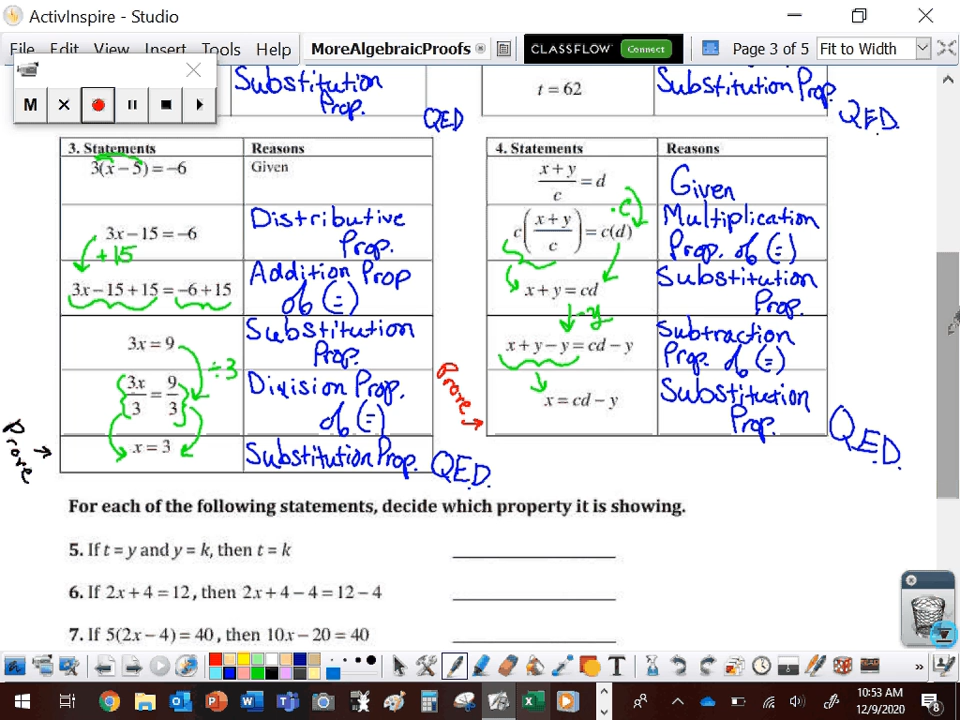 ActivInspire - Studio
File Edit View Insert Tools Help MoreAlgebraicProofs CLASSFLOW Connect Page 3 of 5 Fit to Width
M
Substitution
Prop.
QED
t = 62
Substitution Prop.
Q.E.D.
3. Statements Reasons
3(x – 5) = –6 Given
3x – 15 = –6 Distributive
Prop.
+15
3x – 15 + 15 = –6 + 15 Addition Prop
of (=)
3x = 9 Substitution
Prop.
÷3
3x/3 = 9/3 Division Prop.
of (=)
Prove →
x = 3 Substitution Prop. Q.E.D.
4. Statements Reasons
(x + y)/c = d Given
·c
c((x + y)/c) = c(d) Multiplication
Prop. of (=)
x + y = cd Substitution
Prop.
-y
x + y – y = cd – y Subtraction
Prop. of (=)
Prove →
x = cd – y Substitution
Prop.
Q.E.D.
For each of the following statements, decide which property it is showing.
5. If t = y and y = k, then t = k
6. If 2x + 4 = 12, then 2x + 4 – 4 = 12 – 4
7. If 5(2x – 4) = 40, then 10x – 20 = 40
10:53 AM
12/9/2020
8